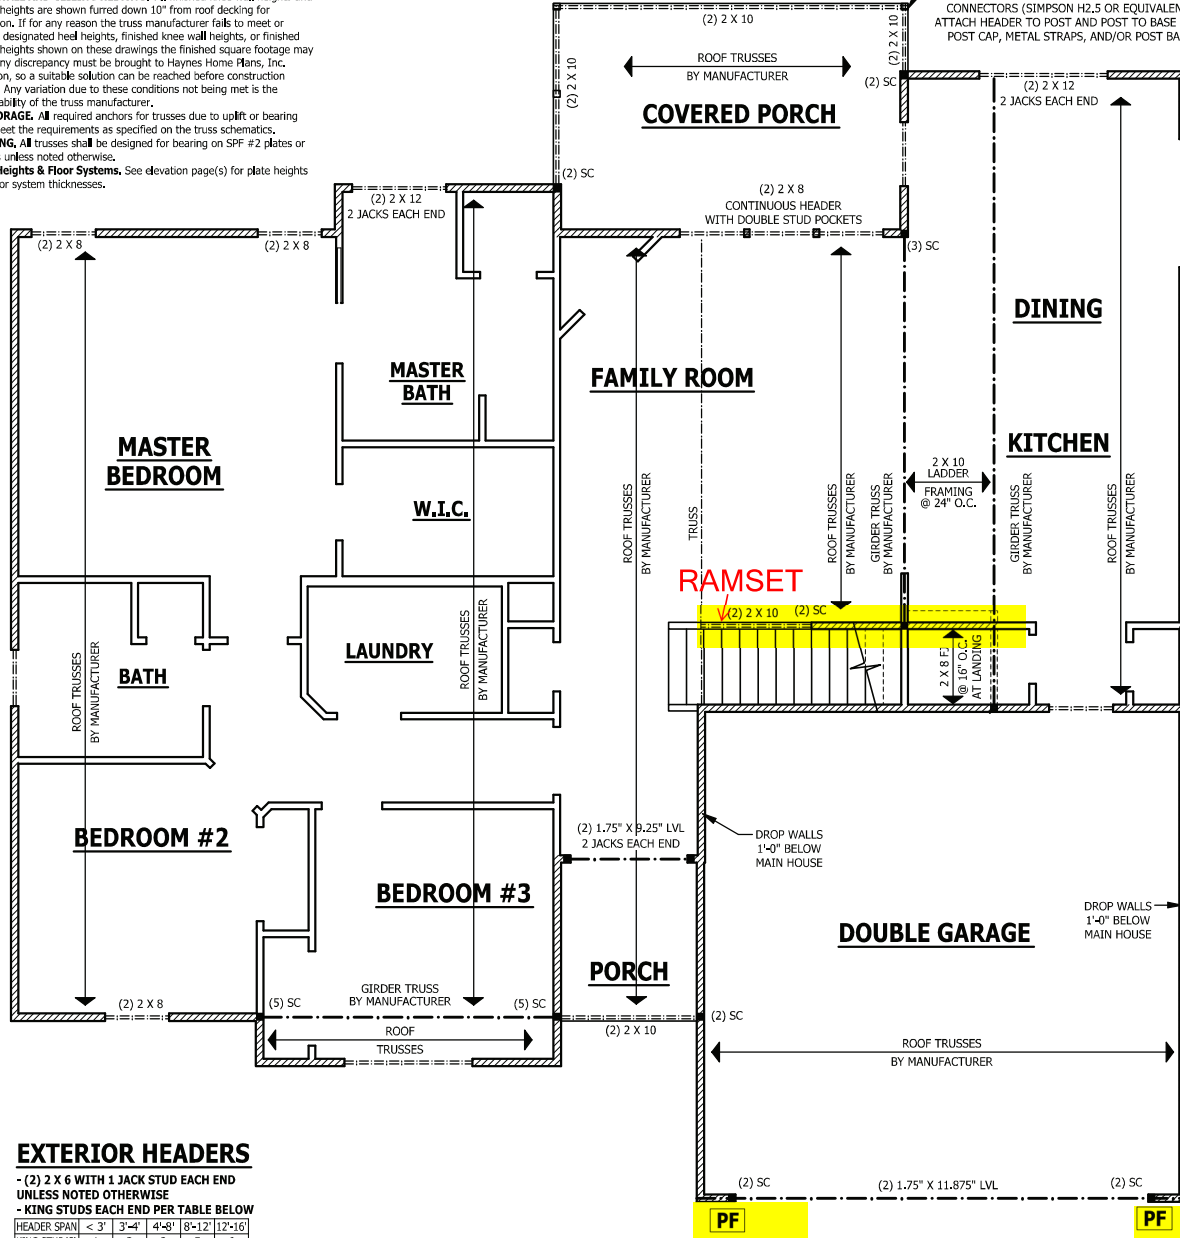 heights are shown furred down 10" from roof decking for
on. If for any reason the truss manufacturer fails to meet or
designated heel heights, finished knee wall heights, or finished
heights shown on these drawings the finished square footage may
ny discrepancy must be brought to Haynes Home Plans, Inc.
on, so a suitable solution can be reached before construction
Any variation due to these conditions not being met is the
ability of the truss manufacturer.
ORAGE. All required anchors for trusses due to uplift or bearing
eet the requirements as specified on the truss schematics.
NG. All trusses shall be designed for bearing on SPF #2 plates or
unless noted otherwise.
Heights & Floor Systems. See elevation page(s) for plate heights
or system thicknesses.
CONNECTORS (SIMPSON H2.5 OR EQUIVALEN
ATTACH HEADER TO POST AND POST TO BASE
POST CAP, METAL STRAPS, AND/OR POST BA
(2) 2 X 10
(2) 2 X 10
(2) 2 X 10
ROOF TRUSSES
BY MANUFACTURER
(2) SC
COVERED PORCH
(2) 2 X 12
2 JACKS EACH END
(2) SC
(2) 2 X 8
CONTINUOUS HEADER
WITH DOUBLE STUD POCKETS
(3) SC
(2) 2 X 12
2 JACKS EACH END
(2) 2 X 8
(2) 2 X 8
DINING
MASTER
BATH
FAMILY ROOM
MASTER
BEDROOM
KITCHEN
2 X 10
LADDER
FRAMING
@ 24" O.C.
W.I.C.
ROOF TRUSSES
BY MANUFACTURER
TRUSS
ROOF TRUSSES
BY MANUFACTURER
GIRDER TRUSS
BY MANUFACTURER
GIRDER TRUSS
BY MANUFACTURER
ROOF TRUSSES
BY MANUFACTURER
RAMSET
(2) 2 X 10
(2) SC
ROOF TRUSSES
BY MANUFACTURER
BATH
LAUNDRY
ROOF TRUSSES
BY MANUFACTURER
2 X 8 FJ
@ 16" O.C.
AT LANDING
BEDROOM #2
(2) 1.75" X 9.25" LVL
2 JACKS EACH END
DROP WALLS
1'-0" BELOW
MAIN HOUSE
BEDROOM #3
DROP WALLS
1'-0" BELOW
MAIN HOUSE
DOUBLE GARAGE
PORCH
(2) 2 X 8
(5) SC
GIRDER TRUSS
BY MANUFACTURER
(5) SC
(2) SC
(2) 2 X 10
ROOF
TRUSSES
ROOF TRUSSES
BY MANUFACTURER
EXTERIOR HEADERS
- (2) 2 X 6 WITH 1 JACK STUD EACH END
UNLESS NOTED OTHERWISE
- KING STUDS EACH END PER TABLE BELOW
HEADER SPAN < 3' 3'-4' 4'-8' 8'-12' 12'-16'
(2) SC
(2) 1.75" X 11.875" LVL
(2) SC
PF
PF